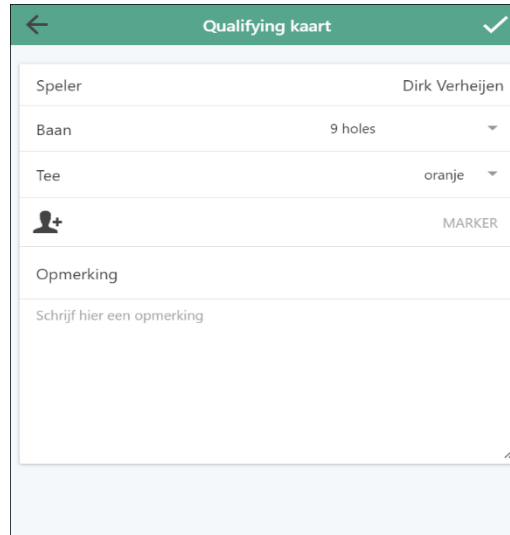 Qualifying kaart
Speler Dirk Verheijen
Baan 9 holes
Tee oranje
MARKER
Opmerking
Schrijf hier een opmerking